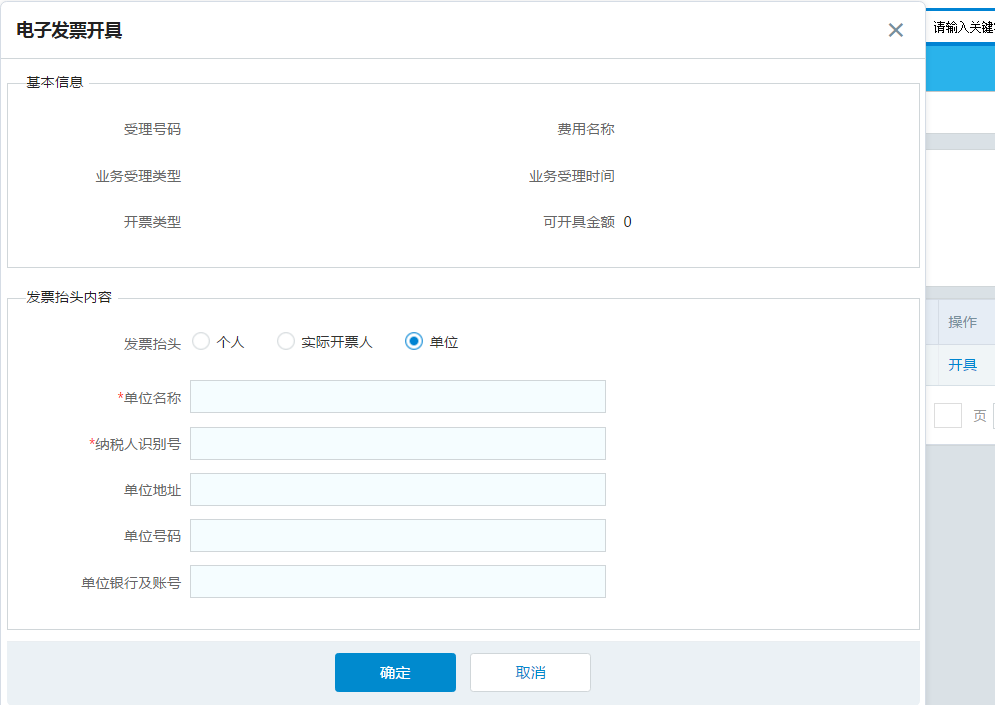 电子发票开具
请输入关键
基本信息
受理号码
费用名称
业务受理类型
业务受理时间
开票类型
可开具金额 0
发票抬头内容
发票抬头 个人 实际开票人 单位
操作
开具
*单位名称
页
*纳税人识别号
单位地址
单位号码
单位银行及账号
确定 取消